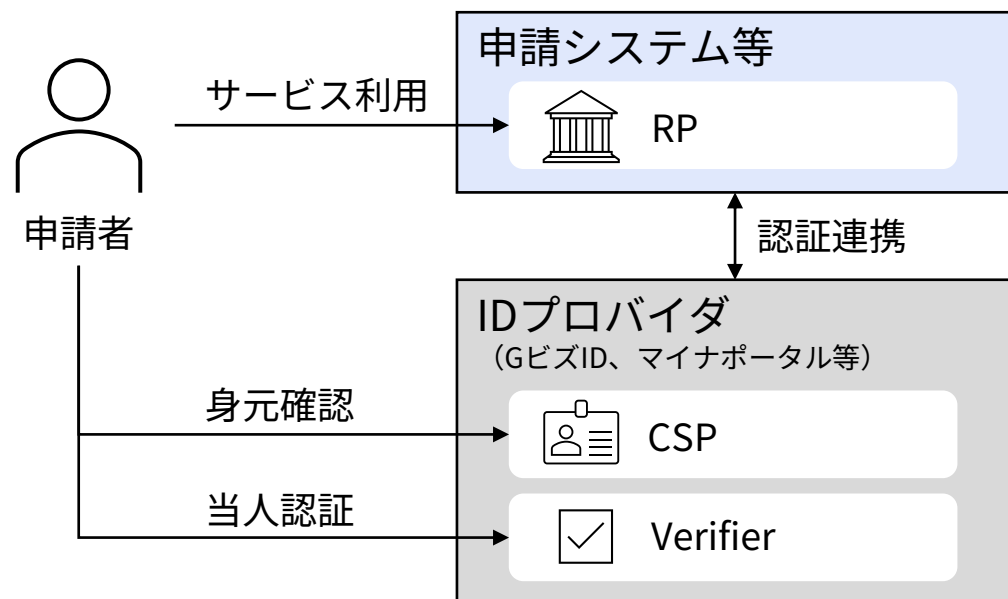 申請システム等
サービス利用
RP
申請者
認証連携
IDプロバイダ
（GビズID、マイナポータル等）
身元確認
CSP
当人認証
Verifier